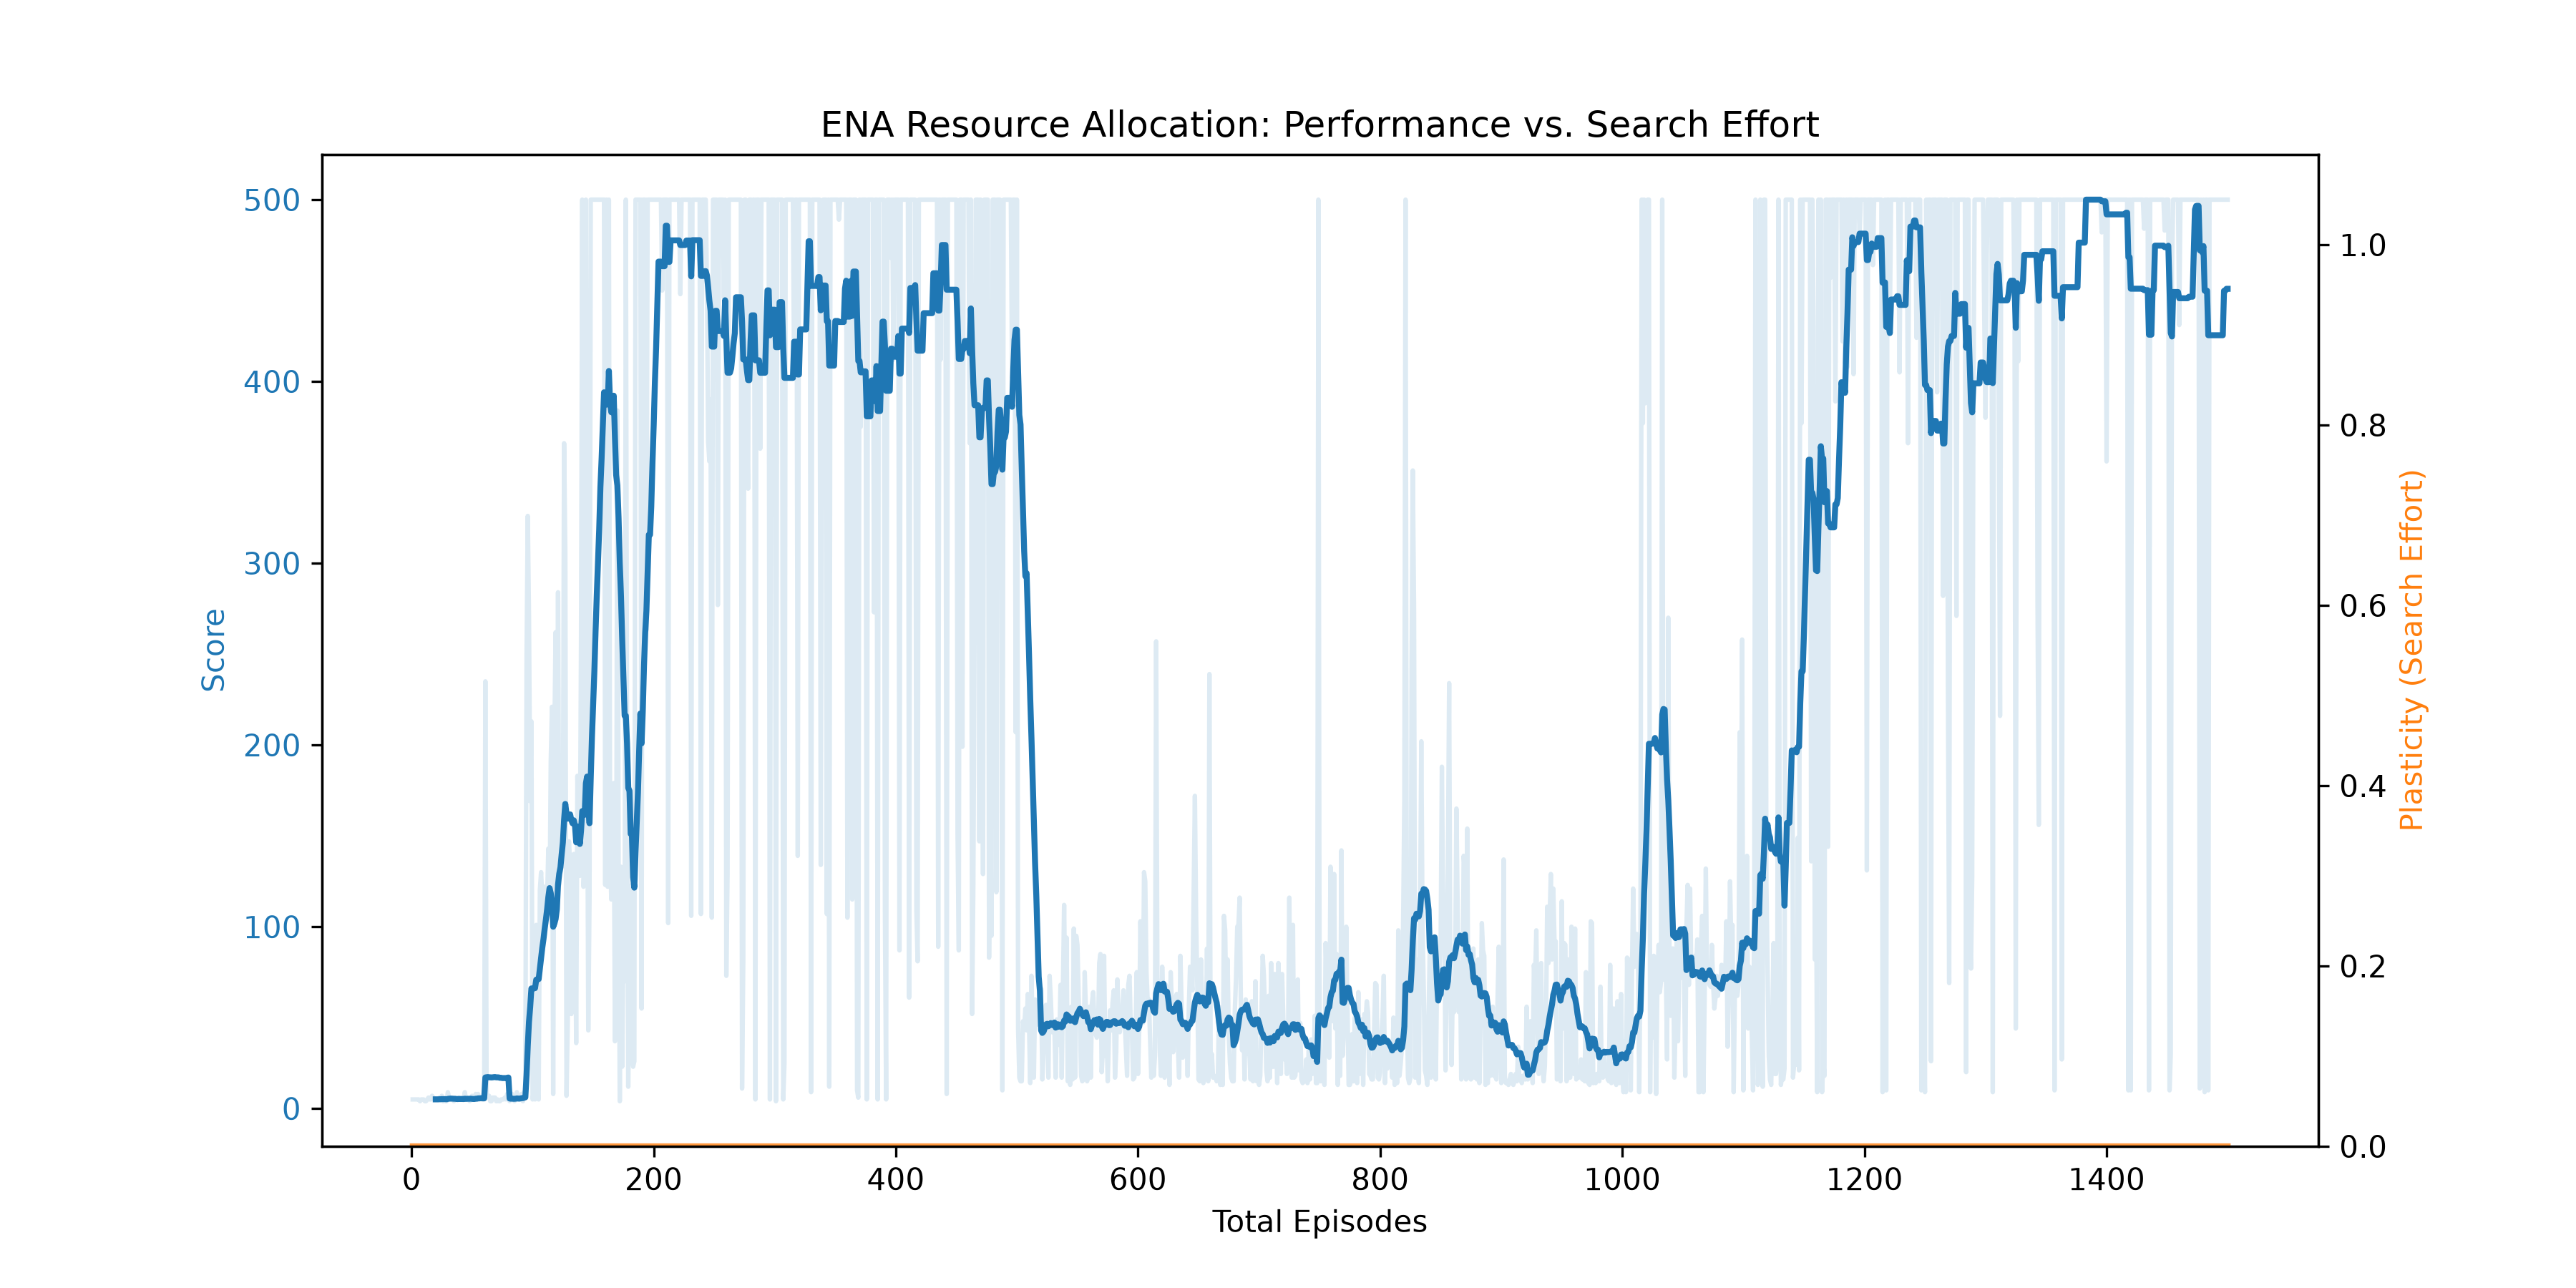 ENA Resource Allocation: Performance vs. Search Effort
Score
500
400
300
200
100
0
1.0
0.8
0.6
0.4
0.2
0.0
Plasticity (Search Effort)
0 200 400 600 800 1000 1200 1400
Total Episodes